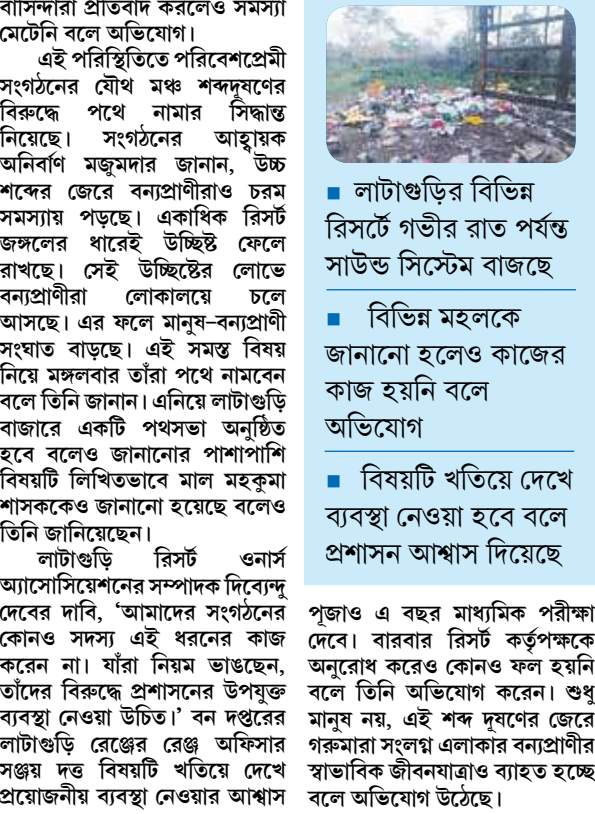 বাসিন্দারা প্রতিবাদ করলেও সমস্যা
মেটেনি বলে অভিযোগ।
এই পরিস্থিতিতে পরিবেশপ্রেমী
সংগঠনের যৌথ মঞ্চ শব্দদূষণের
বিরুদ্ধে পথে নামার সিদ্ধান্ত
নিয়েছে। সংগঠনের আহ্বায়ক
অনির্বাণ মজুমদার জানান, উচ্চ
শব্দের জেরে বন্যপ্রাণীরাও চরম
সমস্যায় পড়ছে। একাধিক রিসর্ট
জঙ্গলের ধারেই উচ্ছিষ্ট ফেলে
রাখছে। সেই উচ্ছিষ্টের লোভে
বন্যপ্রাণীরা লোকালয়ে চলে
আসছে। এর ফলে মানুষ–বন্যপ্রাণী
সংঘাত বাড়ছে। এই সমস্ত বিষয়
নিয়ে মঙ্গলবার তাঁরা পথে নামবেন
বলে তিনি জানান। এনিয়ে লাটাগুড়ি
বাজারে একটি পথসভা অনুষ্ঠিত
হবে বলেও জানানোর পাশাপাশি
বিষয়টি লিখিতভাবে মাল মহকুমা
শাসককেও জানানো হয়েছে বলেও
তিনি জানিয়েছেন।
লাটাগুড়ি রিসর্ট ওনার্স
অ্যাসোসিয়েশনের সম্পাদক দিব্যেন্দু
দেবের দাবি, ‘আমাদের সংগঠনের
কোনও সদস্য এই ধরনের কাজ
করেন না। যাঁরা নিয়ম ভাঙছেন,
তাঁদের বিরুদ্ধে প্রশাসনের উপযুক্ত
ব্যবস্থা নেওয়া উচিত।’ বন দপ্তরের
লাটাগুড়ি রেঞ্জের রেঞ্জ অফিসার
সঞ্জয় দত্ত বিষয়টি খতিয়ে দেখে
প্রয়োজনীয় ব্যবস্থা নেওয়ার আশ্বাস
■ লাটাগুড়ির বিভিন্ন
রিসর্টে গভীর রাত পর্যন্ত
সাউন্ড সিস্টেম বাজছে
■ বিভিন্ন মহলকে
জানানো হলেও কাজের
কাজ হয়নি বলে
অভিযোগ
■ বিষয়টি খতিয়ে দেখে
ব্যবস্থা নেওয়া হবে বলে
প্রশাসন আশ্বাস দিয়েছে
পূজাও এ বছর মাধ্যমিক পরীক্ষা
দেবে। বারবার রিসর্ট কর্তৃপক্ষকে
অনুরোধ করেও কোনও ফল হয়নি
বলে তিনি অভিযোগ করেন। শুধু
মানুষ নয়, এই শব্দ দূষণের জেরে
গরুমারা সংলগ্ন এলাকার বন্যপ্রাণীর
স্বাভাবিক জীবনযাত্রাও ব্যাহত হচ্ছে
বলে অভিযোগ উঠেছে।